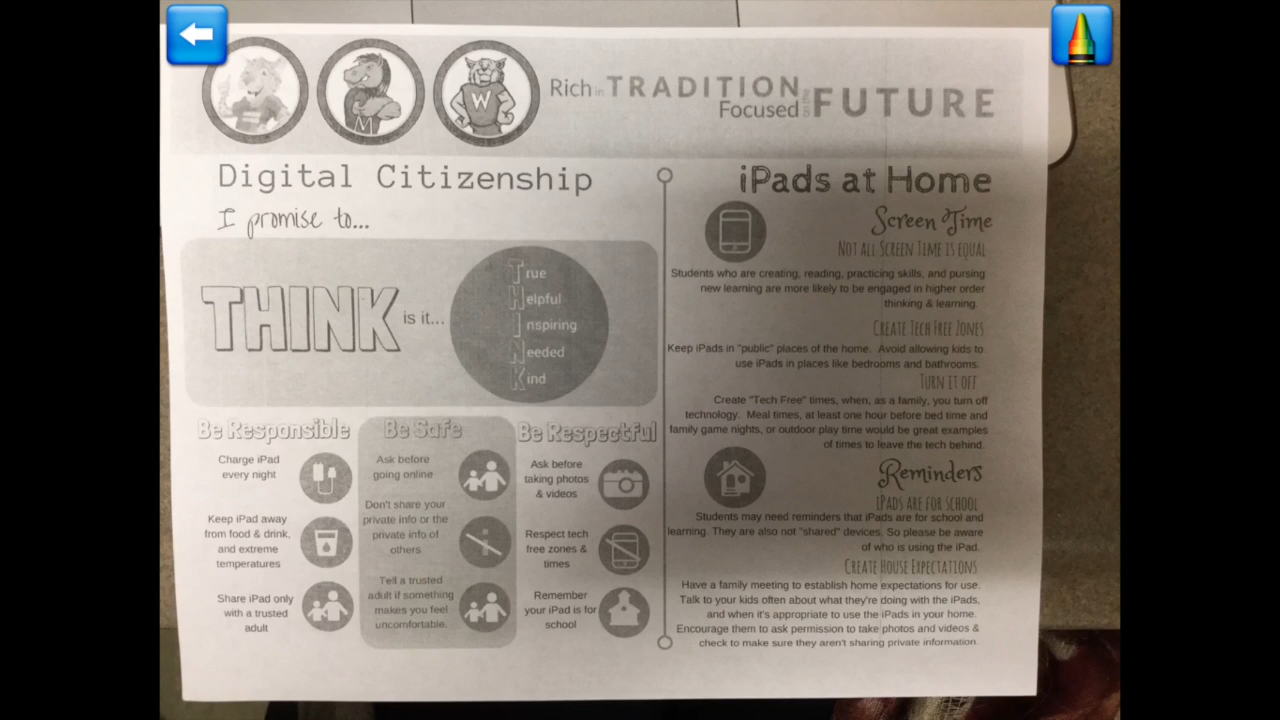 Rich in TRADITION
Focused on the FUTURE
M
W
Digital Citizenship
I promise to...
THINK is it...
True
Helpful
Inspiring
Needed
Kind
Be Responsible
Charge iPad
every night
Keep iPad away
from food & drink,
and extreme
temperatures
Share iPad only
with a trusted
adult
Be Safe
Ask before
going online
Don't share your
private info or the
private info of
others
Tell a trusted
adult if something
makes you feel
uncomfortable.
Be Respectful
Ask before
taking photos
& videos
Respect tech
free zones &
times
Remember
your iPad is for
school
iPads at Home
Screen Time
NOT ALL SCREEN TIME IS EQUAL
Students who are creating, reading, practicing skills, and pursing
new learning are more likely to be engaged in higher order
thinking & learning.
CREATE TECH FREE ZONES
Keep iPads in "public" places of the home. Avoid allowing kids to
use iPads in places like bedrooms and bathrooms.
TURN IT OFF
Create "Tech Free" times, when, as a family, you turn off
technology. Meal times, at least one hour before bed time and
family game nights, or outdoor play time would be great examples
of times to leave the tech behind.
Reminders
IPADS ARE FOR SCHOOL
Students may need reminders that iPads are for school and
learning. They are also not "shared" devices. So please be aware
of who is using the iPad.
CREATE HOUSE EXPECTATIONS
Have a family meeting to establish home expectations for use.
Talk to your kids often about what they're doing with the iPads,
and when it's appropriate to use the iPads in your home.
Encourage them to ask permission to take photos and videos &
check to make sure they aren't sharing private information.